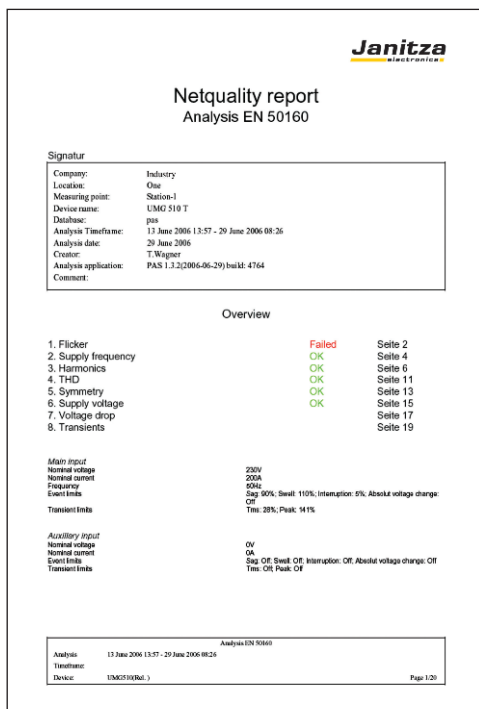 Janitza
electronics
Netquality report
Analysis EN 50160
Signatur
Company: Industry
Location: One
Measuring point: Station-1
Device name: UMG 510 T
Database: pas
Analysis Timeframe: 13 June 2006 13:57 - 29 June 2006 08:26
Analysis date: 29 June 2006
Creator: T.Wagner
Analysis application: PAS 1.3.2(2006-06-29) build: 4764
Comment:
Overview
1. Flicker Failed Seite 2
2. Supply frequency OK Seite 4
3. Harmonics OK Seite 6
4. THD OK Seite 11
5. Symmetry OK Seite 13
6. Supply voltage OK Seite 15
7. Voltage drop Seite 17
8. Transients Seite 19
Main input
Nominal voltage 230V
Nominal current 200A
Frequency 50Hz
Event limits Sag: 90%; Swell: 110%; Interruption: 5%; Absolut voltage change:
Off
Transient limits Trms: 28%; Peak: 141%
Auxiliary input
Nominal voltage 0V
Nominal current 0A
Event limits Sag: Off; Swell: Off; Interruption: Off; Absolut voltage change: Off
Transient limits Trms: Off; Peak: Off
Analysis EN 50160
Analysis 13 June 2006 13:57 - 29 June 2006 08:26
Timeframe:
Device: UMG510(Rel. ) Page 1/20